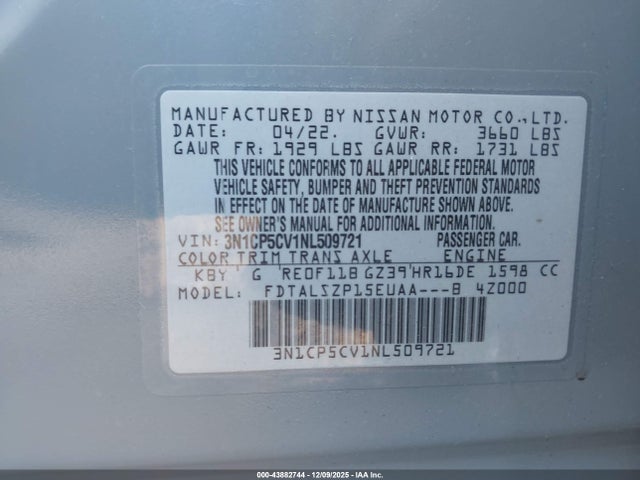 MANUFACTURED BY NISSAN MOTOR CO.,LTD.
DATE: 04/22. GVWR: 3660 LBS
GAWR FR: 1929 LBS GAWR RR: 1731 LBS
THIS VEHICLE CONFORMS TO ALL APPLICABLE FEDERAL MOTOR
VEHICLE SAFETY, BUMPER AND THEFT PREVENTION STANDARDS
IN EFFECT ON THE DATE OF MANUFACTURE SHOWN ABOVE.
SEE OWNER'S MANUAL FOR ADDITIONAL INFORMATION.
VIN: 3N1CP5CV1NL509721 PASSENGER CAR.
COLOR TRIM TRANS AXLE ENGINE
KBY G RE0F11B GZ39 HR16DE 1598 CC
MODEL: FDTALSZP15EUAA---B 4Z000
3N1CP5CV1NL509721
000-43882744 - 12/09/2025 - IAA Inc.